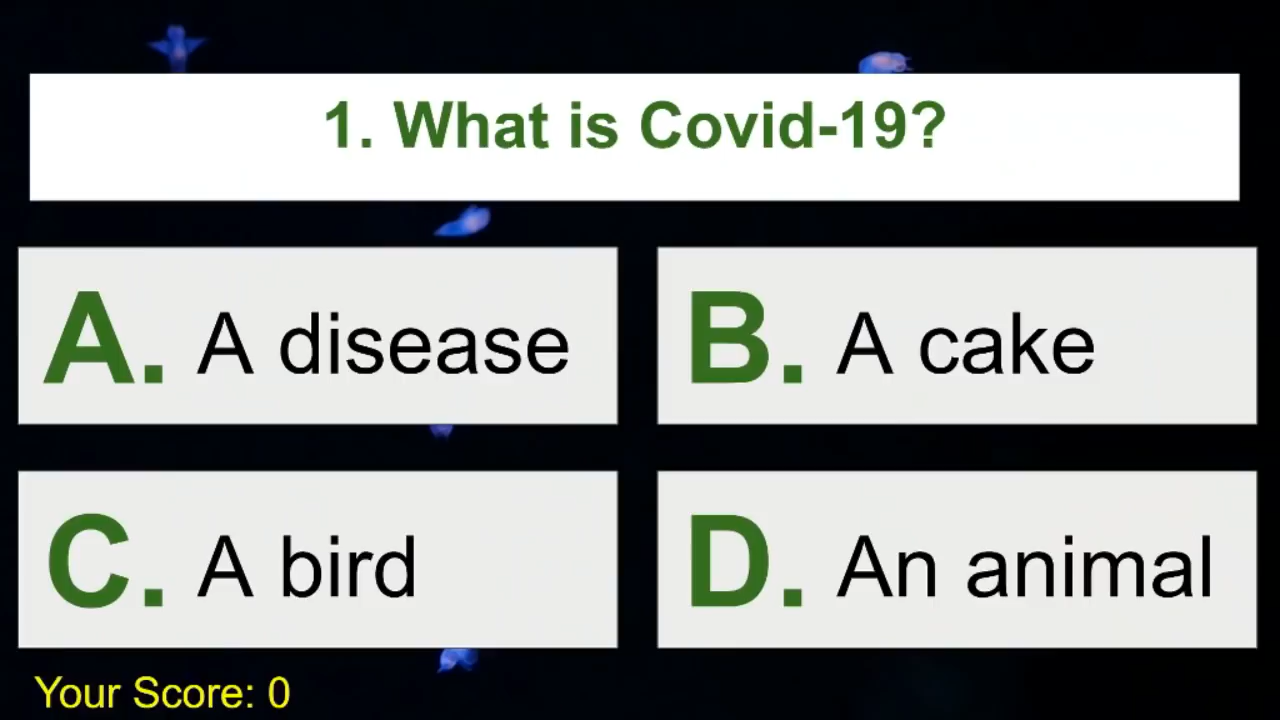 1. What is Covid-19?
A. A disease
B. A cake
C. A bird
D. An animal
Your Score: 0